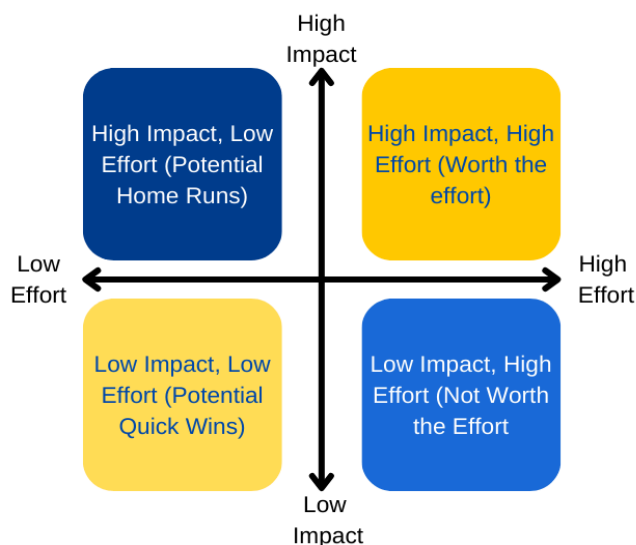 High
Impact
High Impact, Low
Effort (Potential
Home Runs)
High Impact, High
Effort (Worth the
effort)
Low
Effort
High
Effort
Low Impact, Low
Effort (Potential
Quick Wins)
Low Impact, High
Effort (Not Worth
the Effort
Low
Impact